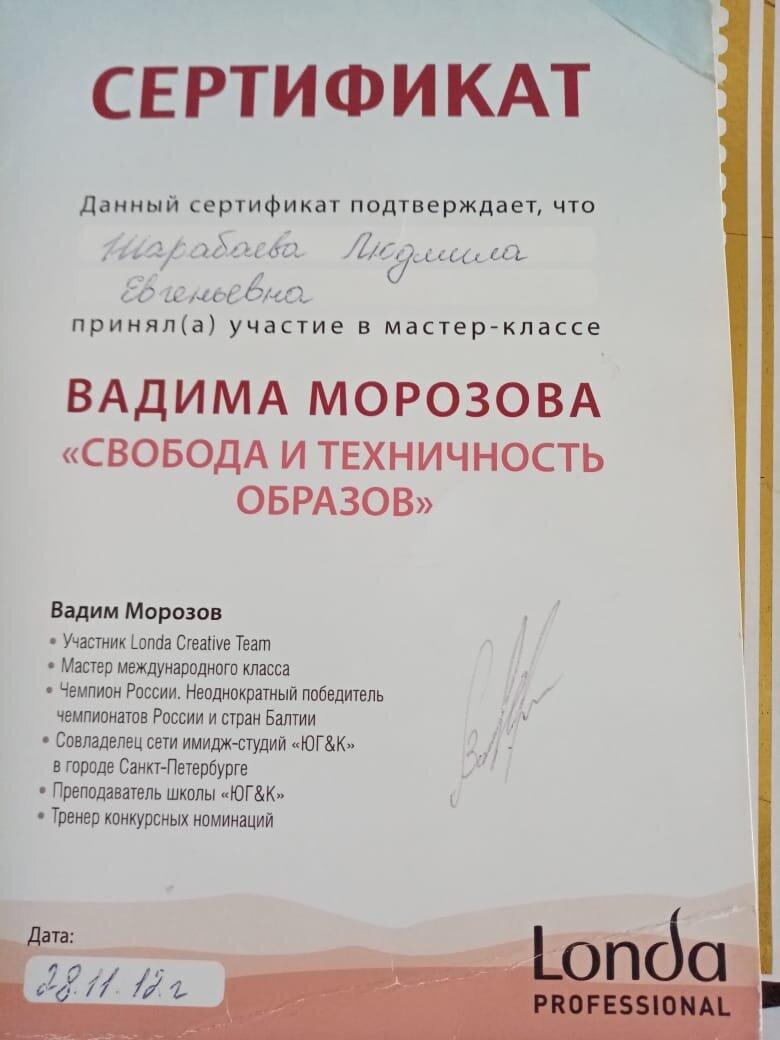 СЕРТИФИКАТ
Данный сертификат подтверждает, что
Шарабаева Людмила
Евгеньевна
принял(а) участие в мастер-классе
ВАДИМА МОРОЗОВА
«СВОБОДА И ТЕХНИЧНОСТЬ
ОБРАЗОВ»
Вадим Морозов
• Участник Londa Creative Team
• Мастер международного класса
• Чемпион России. Неоднократный победитель
чемпионатов России и стран Балтии
• Совладелец сети имидж-студий «ЮГ&К»
в городе Санкт-Петербурге
• Преподаватель школы «ЮГ&К»
• Тренер конкурсных номинаций
Дата:
28.11.12.г
Londa
PROFESSIONAL